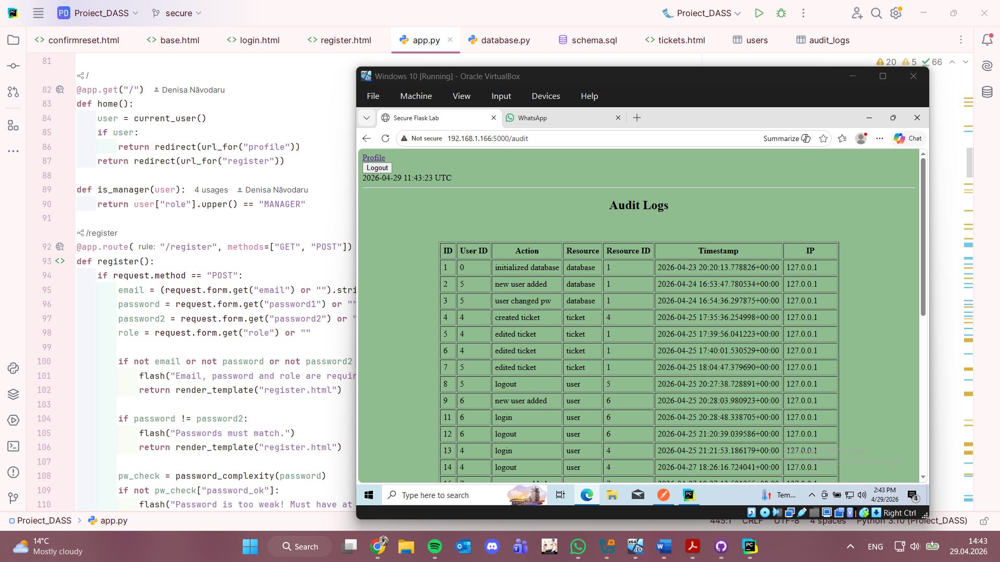 PD Proiect_DASS secure Proiect_DASS
confirmreset.html base.html login.html register.html app.py database.py schema.sql tickets.html users audit_logs
20 5 66
81
/
82 @app.get("/") Denisa Năvodaru
83 def home():
84 user = current_user()
85 if user:
86 return redirect(url_for("profile"))
87 return redirect(url_for("register"))
88
89 def is_manager(user): 4 usages Denisa Năvodaru
90 return user["role"].upper() == "MANAGER"
91
/register
92 @app.route( rule: "/register", methods=["GET", "POST"])
93 def register():
94 if request.method == "POST":
95 email = (request.form.get("email") or "").stri
96 password = request.form.get("password1") or ""
97 password2 = request.form.get("password2") or "
98 role = request.form.get("role") or ""
99
100 if not email or not password or not password2
101 flash("Email, password and role are requir
102 return render_template("register.html")
103
104 if password != password2:
105 flash("Passwords must match.")
106 return render_template("register.html")
107
108 pw_check = password_complexity(password)
109 if not pw_check["password_ok"]:
110 flash("Password is too weak! Must have at
Windows 10 [Running] - Oracle VirtualBox
File Machine View Input Devices Help
Secure Flask Lab WhatsApp
Not secure 192.168.1.166:5000/audit Summarize Chat
Profile
Logout
2026-04-29 11:43:23 UTC
Audit Logs
ID User ID Action Resource Resource ID Timestamp IP
1 0 initialized database database 1 2026-04-23 20:20:13.778826+00:00 127.0.0.1
2 5 new user added database 1 2026-04-24 16:53:47.780534+00:00 127.0.0.1
3 5 user changed pw database 1 2026-04-24 16:54:36.297875+00:00 127.0.0.1
4 4 created ticket ticket 4 2026-04-25 17:35:36.254998+00:00 127.0.0.1
5 4 edited ticket ticket 1 2026-04-25 17:39:56.041223+00:00 127.0.0.1
6 4 edited ticket ticket 1 2026-04-25 17:40:01.530529+00:00 127.0.0.1
7 5 edited ticket ticket 1 2026-04-25 18:04:47.379690+00:00 127.0.0.1
8 5 logout user 5 2026-04-25 20:27:38.728891+00:00 127.0.0.1
9 6 new user added user 6 2026-04-25 20:28:03.980923+00:00 127.0.0.1
11 6 login user 6 2026-04-25 20:28:48.338705+00:00 127.0.0.1
12 6 logout user 6 2026-04-25 21:20:39.039586+00:00 127.0.0.1
13 4 login user 4 2026-04-25 21:21:53.186179+00:00 127.0.0.1
14 4 logout user 4 2026-04-27 18:26:16.724041+00:00 127.0.0.1
Type here to search Tem... 2:43 PM
4/29/2026 4
Right Ctrl
Proiect_DASS app.py 445:1 CRLF UTF-8 4 spaces Python 3.10 (Proiect_DASS)
14°C
Mostly cloudy
Search
ENG 14:43
29.04.2026